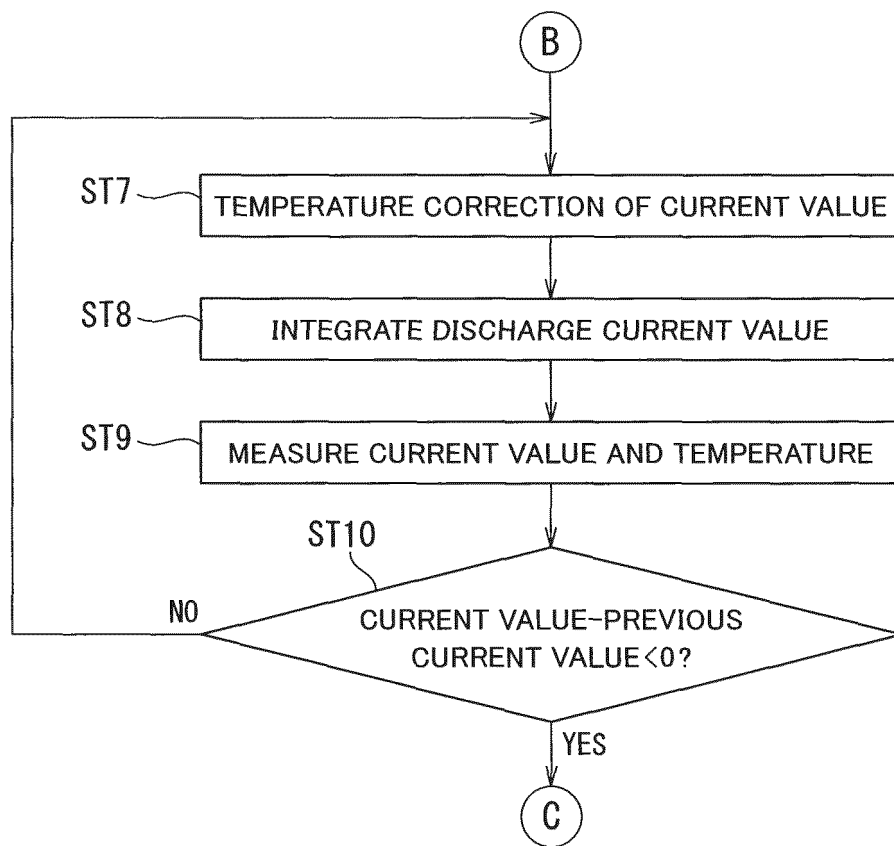 B
ST7
TEMPERATURE CORRECTION OF CURRENT VALUE
ST8
INTEGRATE DISCHARGE CURRENT VALUE
ST9
MEASURE CURRENT VALUE AND TEMPERATURE
ST10
NO
CURRENT VALUE-PREVIOUS
CURRENT VALUE<0?
YES
C